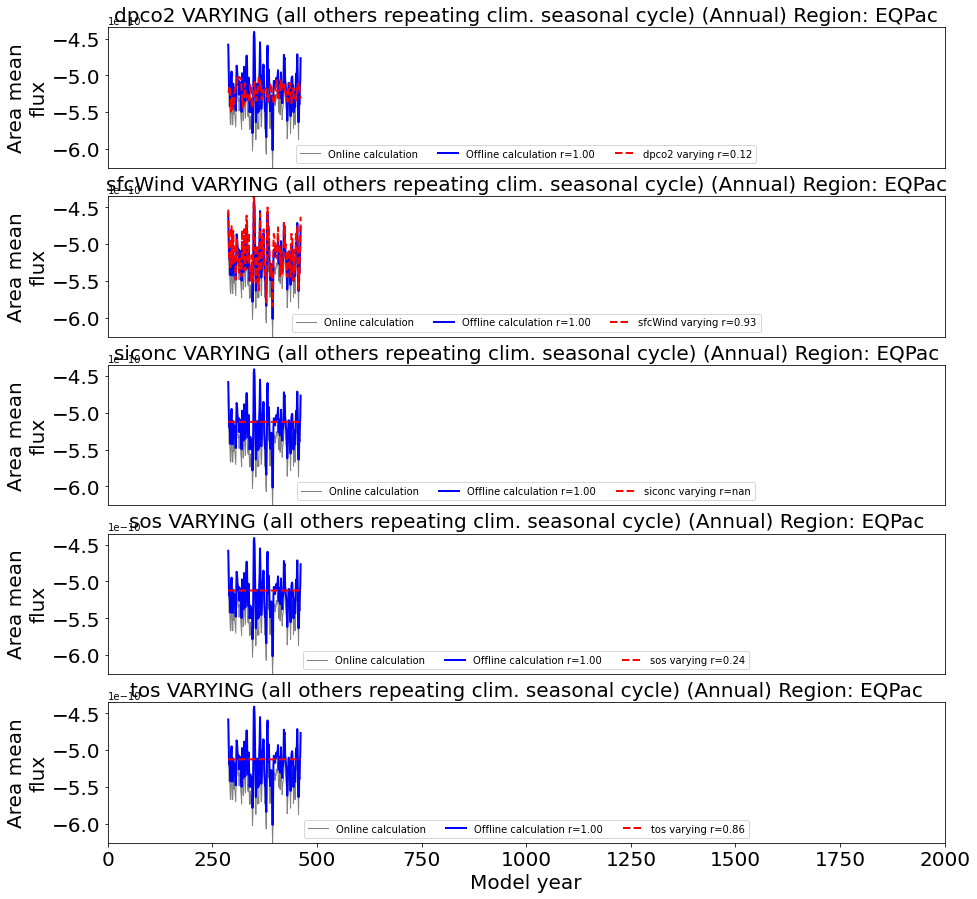 dpco2 VARYING (all others repeating clim. seasonal cycle) (Annual) Region: EQPac
1e−10
−4.5
−5.0
−5.5
−6.0
Area mean
flux
Online calculation
Offline calculation r=1.00
dpco2 varying r=0.12
sfcWind VARYING (all others repeating clim. seasonal cycle) (Annual) Region: EQPac
1e−10
−4.5
−5.0
−5.5
−6.0
Area mean
flux
Online calculation
Offline calculation r=1.00
sfcWind varying r=0.93
siconc VARYING (all others repeating clim. seasonal cycle) (Annual) Region: EQPac
1e−10
−4.5
−5.0
−5.5
−6.0
Area mean
flux
Online calculation
Offline calculation r=1.00
siconc varying r=nan
sos VARYING (all others repeating clim. seasonal cycle) (Annual) Region: EQPac
1e−10
−4.5
−5.0
−5.5
−6.0
Area mean
flux
Online calculation
Offline calculation r=1.00
sos varying r=0.24
tos VARYING (all others repeating clim. seasonal cycle) (Annual) Region: EQPac
1e−10
−4.5
−5.0
−5.5
−6.0
Area mean
flux
Online calculation
Offline calculation r=1.00
tos varying r=0.86
0 250 500 750 1000 1250 1500 1750 2000
Model year